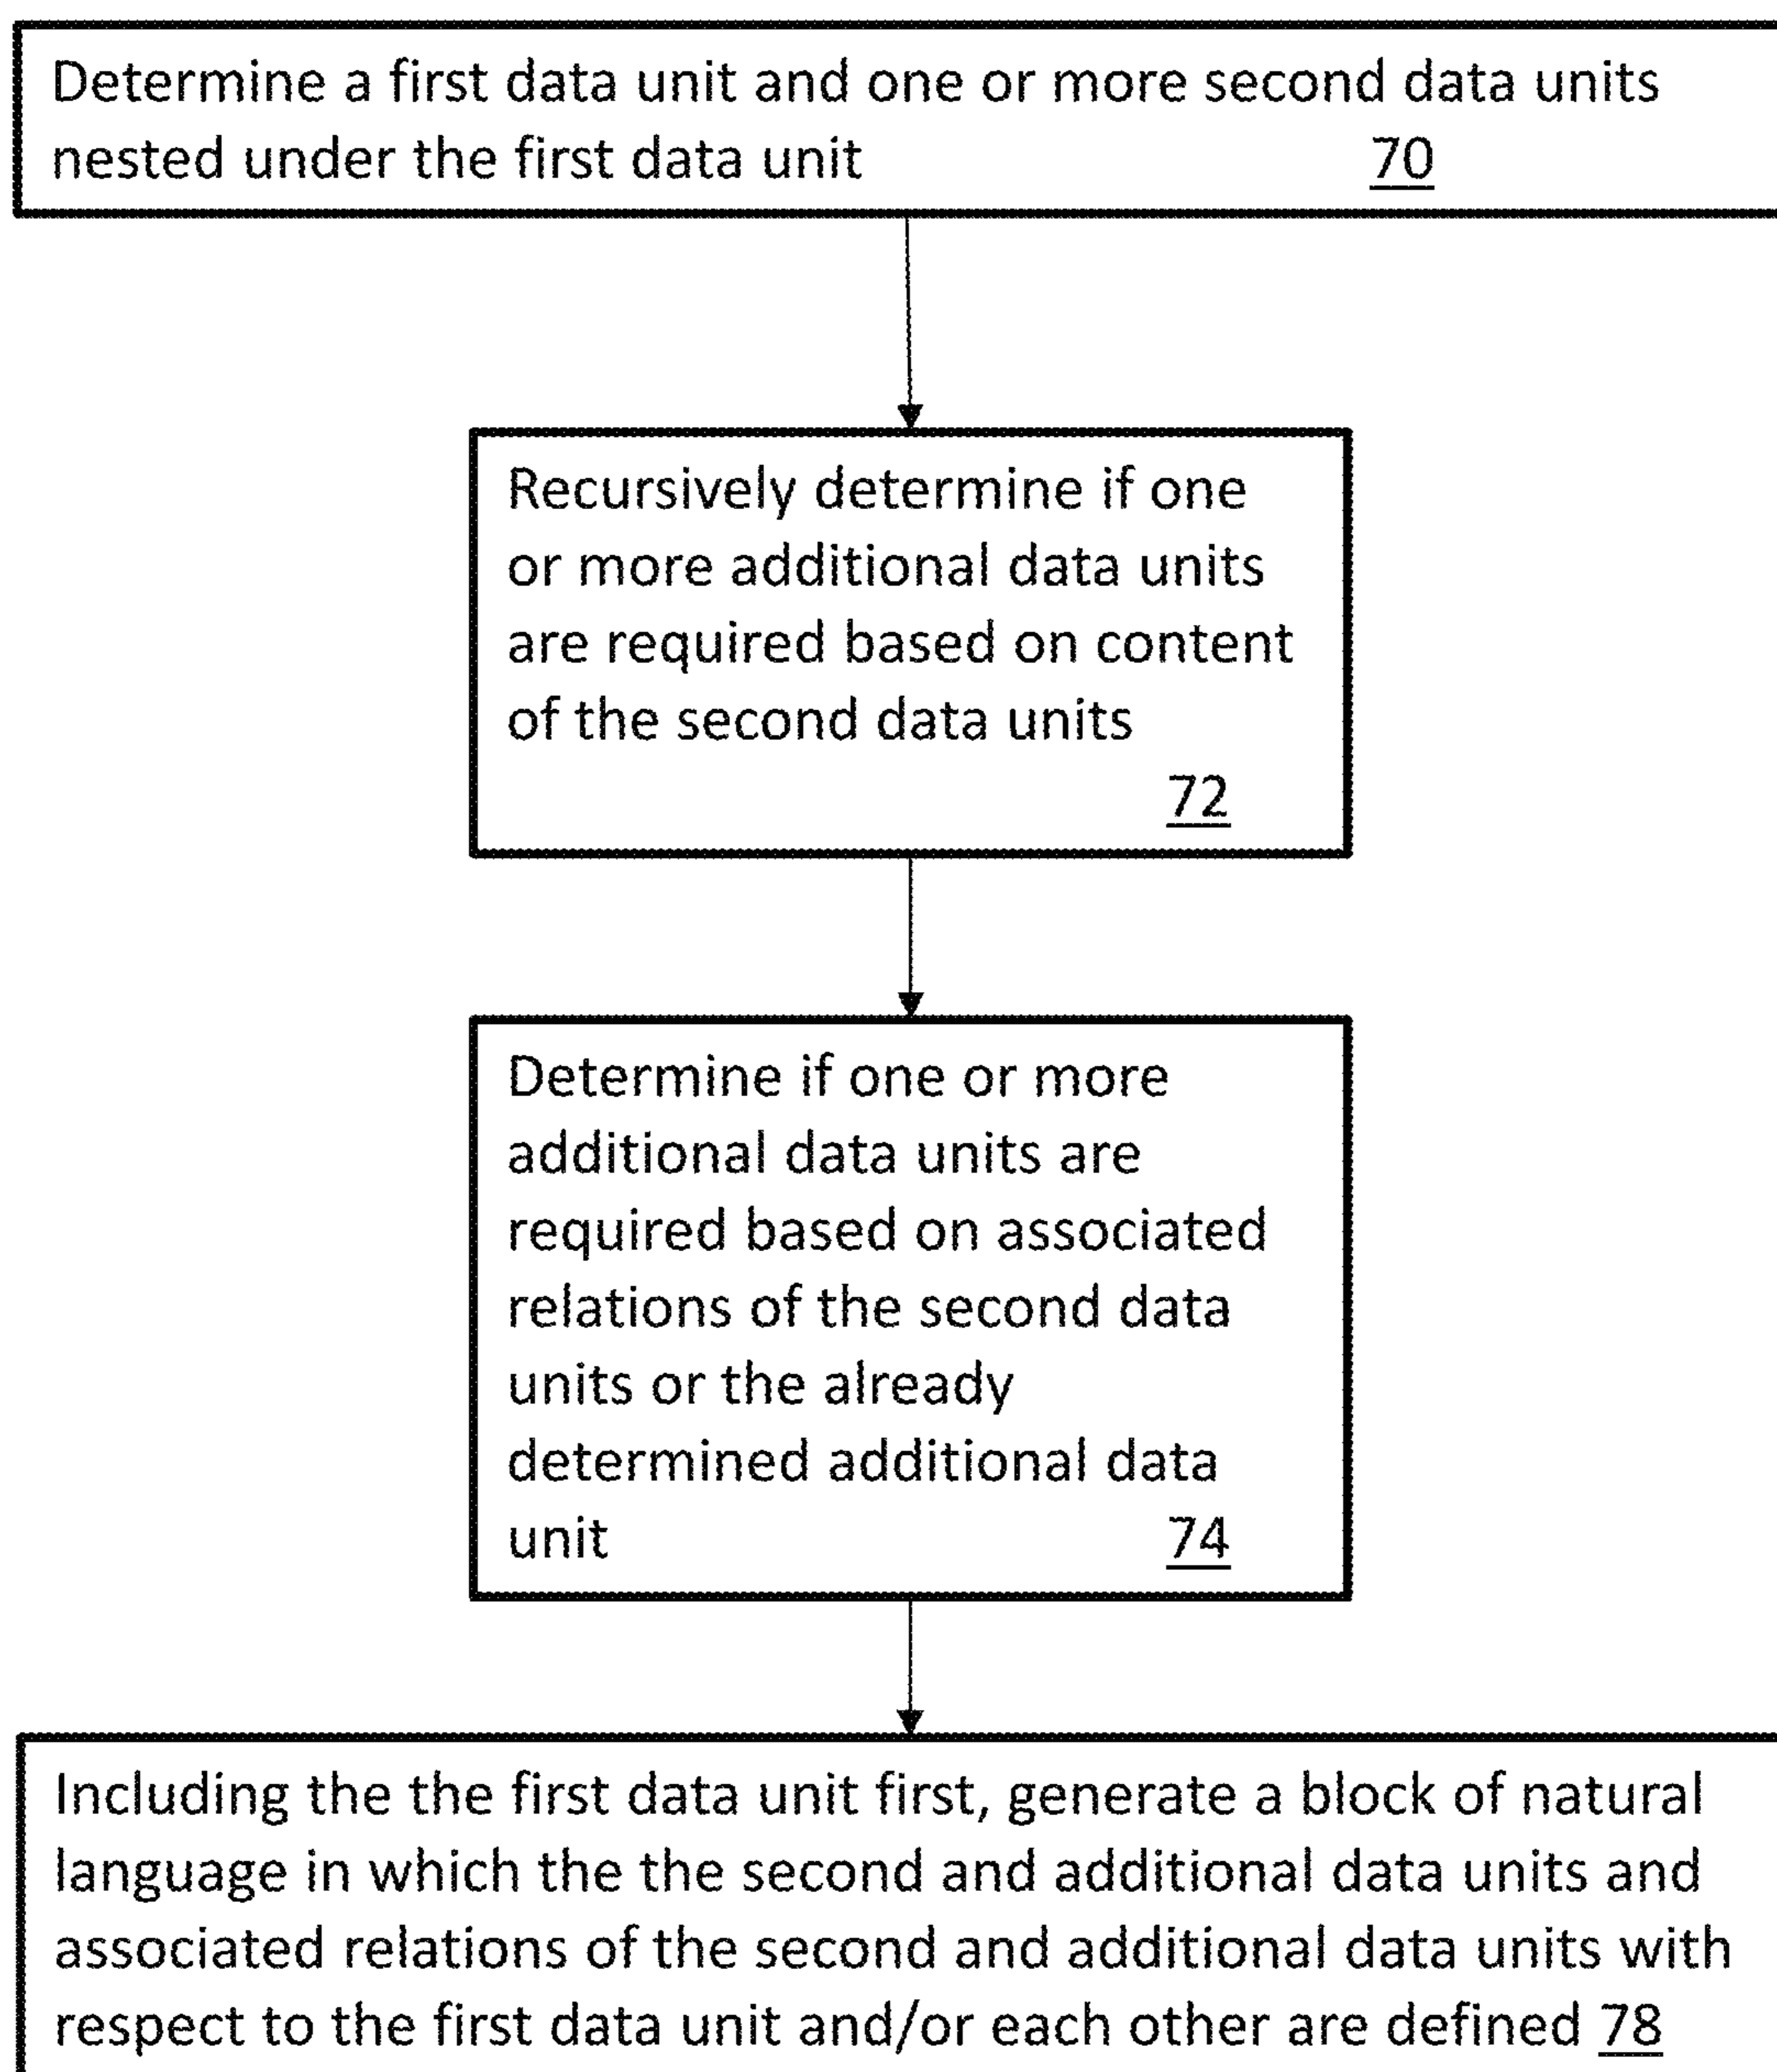 Determine a first data unit and one or more second data units
nested under the first data unit 70
Recursively determine if one
or more additional data units
are required based on content
of the second data units
72
Determine if one or more
additional data units are
required based on associated
relations of the second data
units or the already
determined additional data
unit 74
Including the the first data unit first, generate a block of natural
language in which the the second and additional data units and
associated relations of the second and additional data units with
respect to the first data unit and/or each other are defined 78